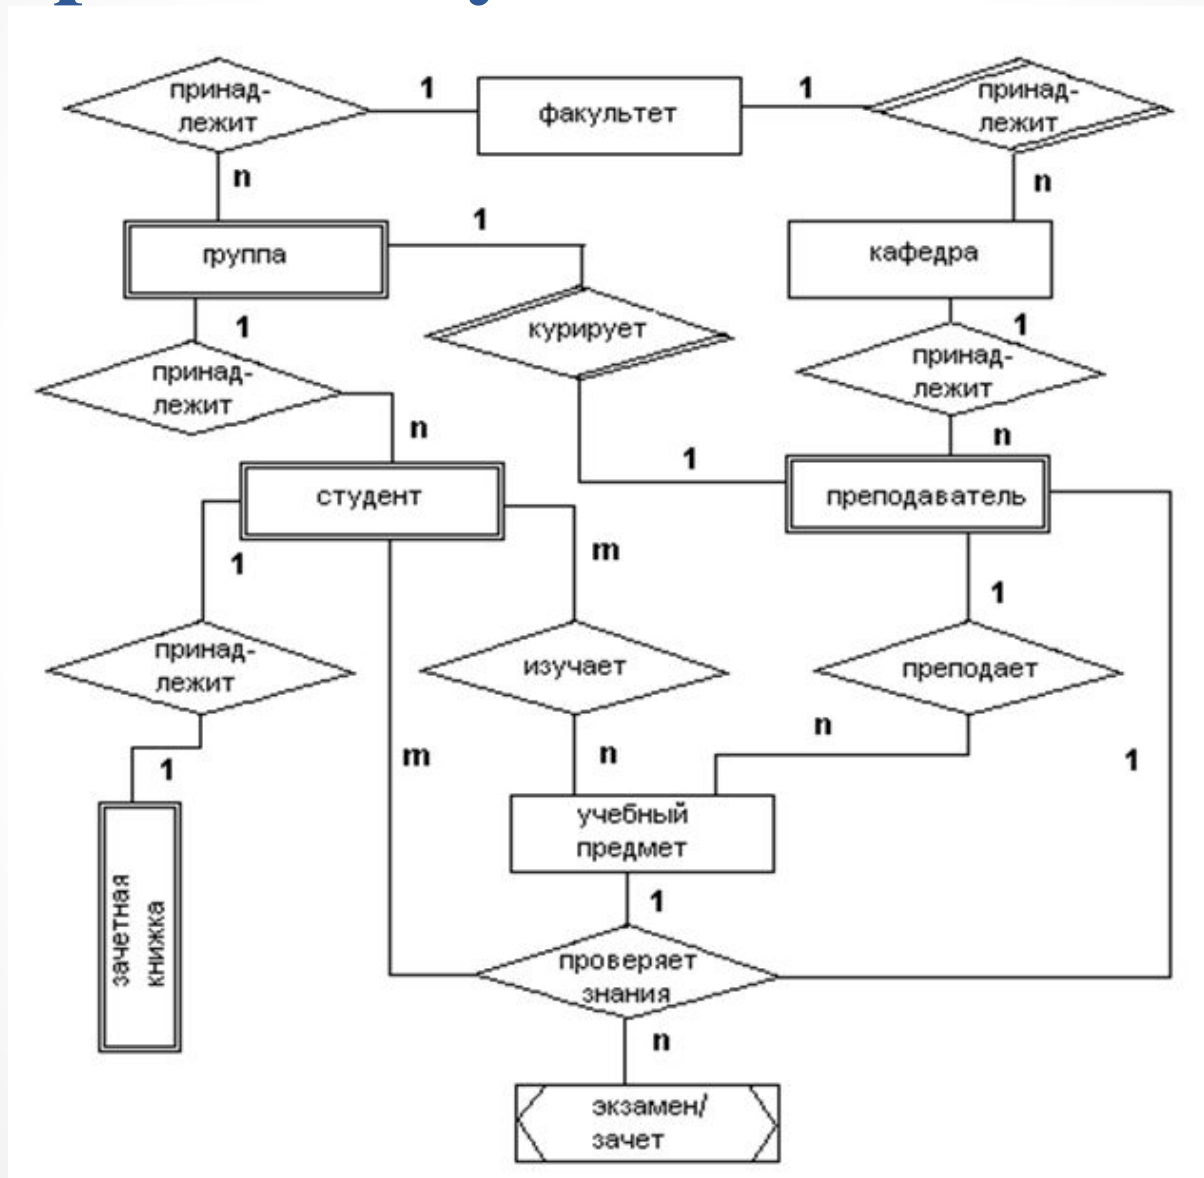 принад-
лежит
1
факультет
1
принад-
лежит
n
n
1
группа
кафедра
1
курирует
1
принад-
лежит
принад-
лежит
n
n
1
студент
преподаватель
1
m
1
принад-
лежит
изучает
преподает
n
m
n
1
1
учебный
предмет
зачетная
книжка
1
проверяет
знания
n
экзамен/
зачет